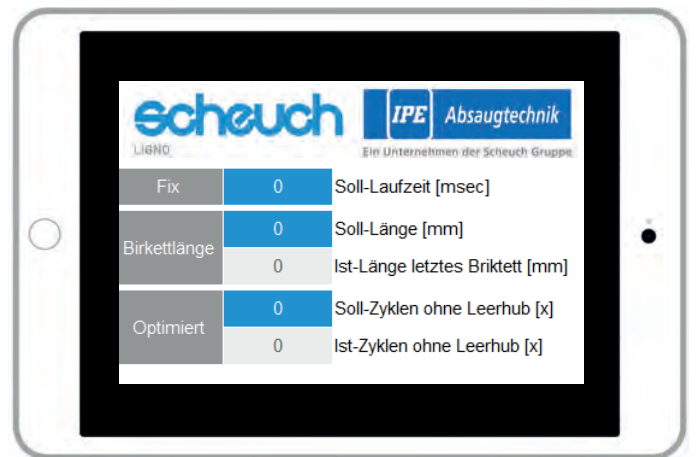 scheuch
LIGNO
IPE Absaugtechnik
Ein Unternehmen der Scheuch Gruppe
Fix 0 Soll-Laufzeit [msec]
Birkettlänge
0 Soll-Länge [mm]
0 Ist-Länge letztes Briktett [mm]
Optimiert
0 Soll-Zyklen ohne Leerhub [x]
0 Ist-Zyklen ohne Leerhub [x]